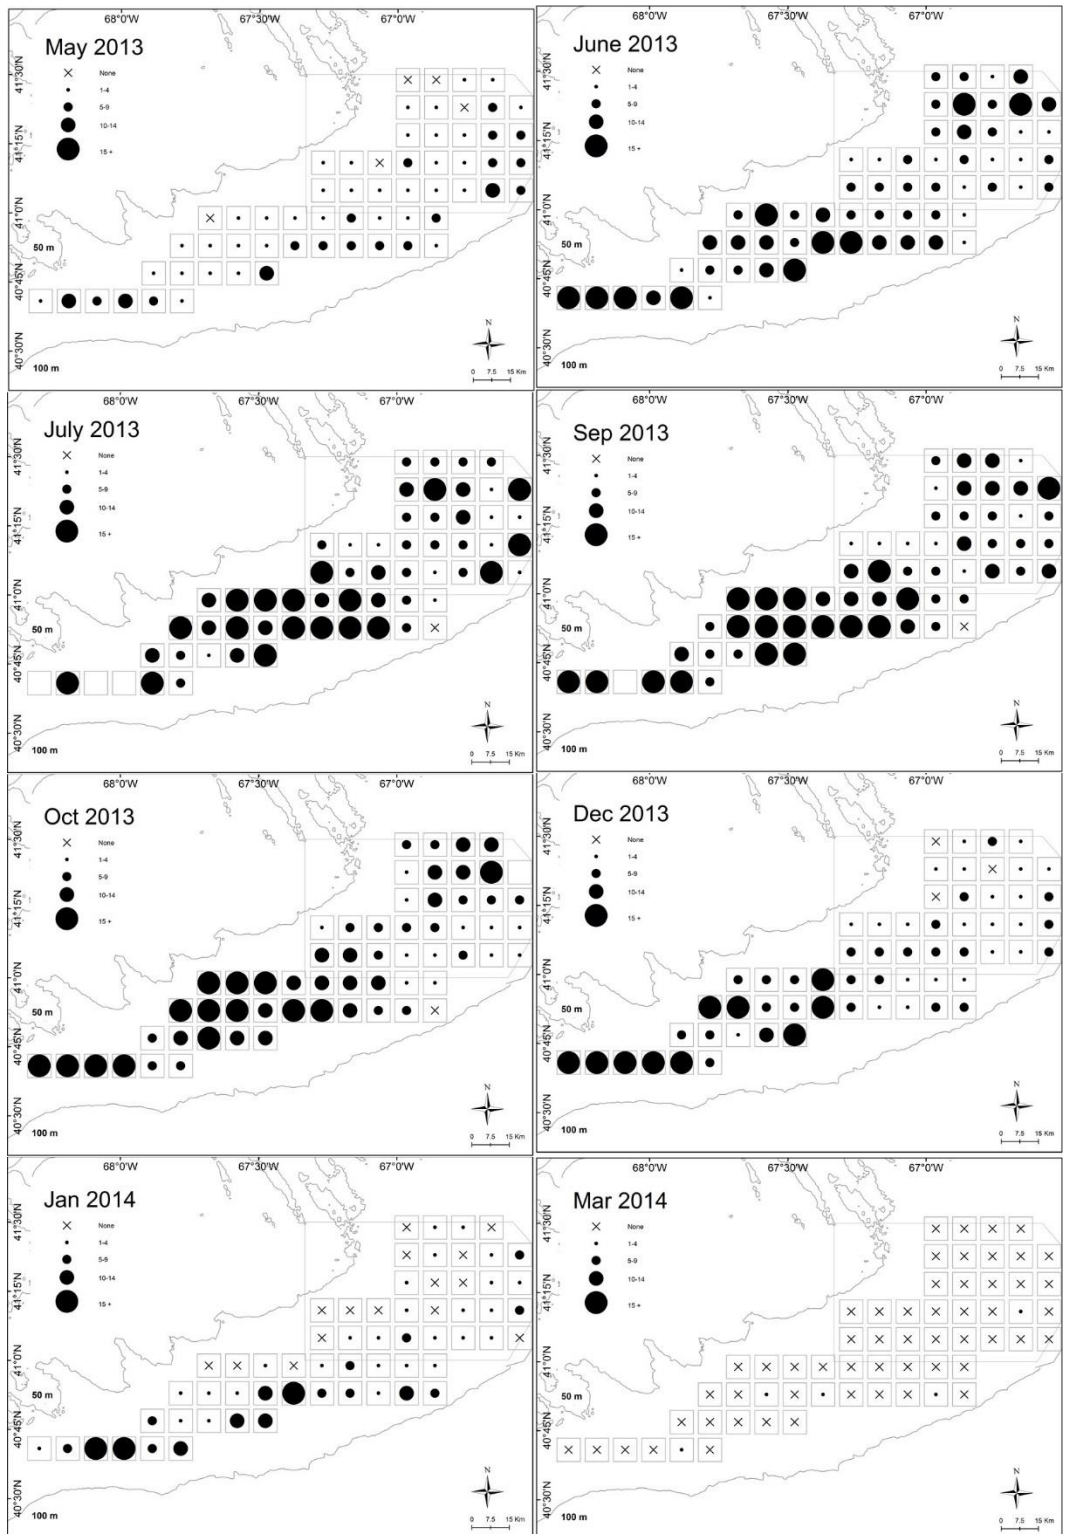 68°0'W 67°30'W 67°0'W
May 2013
None
1-4
5-9
10-14
15 +
41°30'N
41°15'N
41°0'N
40°45'N
40°30'N
50 m
100 m
N
0 7.5 15 Km
68°0'W 67°30'W 67°0'W
June 2013
None
1-4
5-9
10-14
15 +
41°30'N
41°15'N
41°0'N
40°45'N
40°30'N
50 m
100 m
N
0 7.5 15 Km
68°0'W 67°30'W 67°0'W
July 2013
None
1-4
5-9
10-14
15 +
41°30'N
41°15'N
41°0'N
40°45'N
40°30'N
50 m
100 m
N
0 7.5 15 Km
68°0'W 67°30'W 67°0'W
Sep 2013
None
1-4
5-9
10-14
15 +
41°30'N
41°15'N
41°0'N
40°45'N
40°30'N
50 m
100 m
N
0 7.5 15 Km
68°0'W 67°30'W 67°0'W
Oct 2013
None
1-4
5-9
10-14
15 +
41°30'N
41°15'N
41°0'N
40°45'N
40°30'N
50 m
100 m
N
0 7.5 15 Km
68°0'W 67°30'W 67°0'W
Dec 2013
None
1-4
5-9
10-14
15 +
41°30'N
41°15'N
41°0'N
40°45'N
40°30'N
50 m
100 m
N
0 7.5 15 Km
68°0'W 67°30'W 67°0'W
Jan 2014
None
1-4
5-9
10-14
15 +
41°30'N
41°15'N
41°0'N
40°45'N
40°30'N
50 m
100 m
N
0 7.5 15 Km
68°0'W 67°30'W 67°0'W
Mar 2014
None
1-4
5-9
10-14
15 +
41°30'N
41°15'N
41°0'N
40°45'N
40°30'N
50 m
100 m
N
0 7.5 15 Km